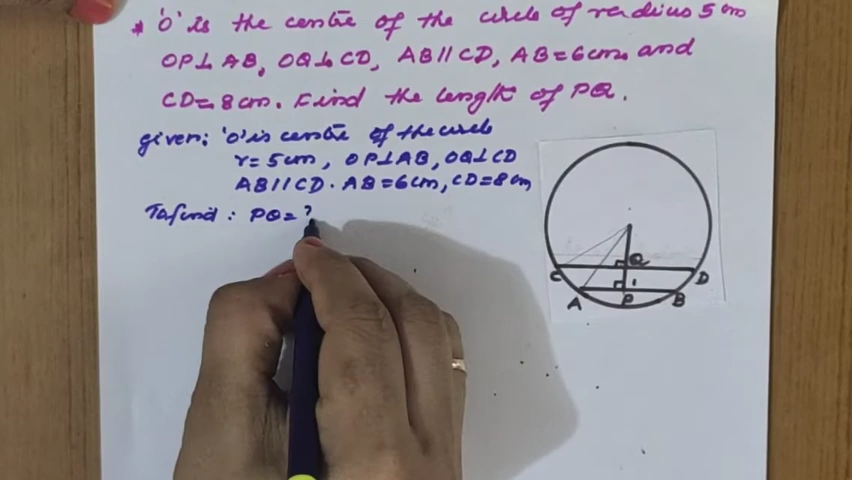 * 'O' is the centre of the circle of radius 5 cm
OP⊥AB, OQ⊥CD, AB//CD, AB=6cm and
CD=8cm. Find the length of PQ.
given: 'O' is centre of the circle
r=5cm, OP⊥AB, OQ⊥CD
AB//CD. AB=6cm, CD=8cm
To find: PQ=?
Q
C D
A P B